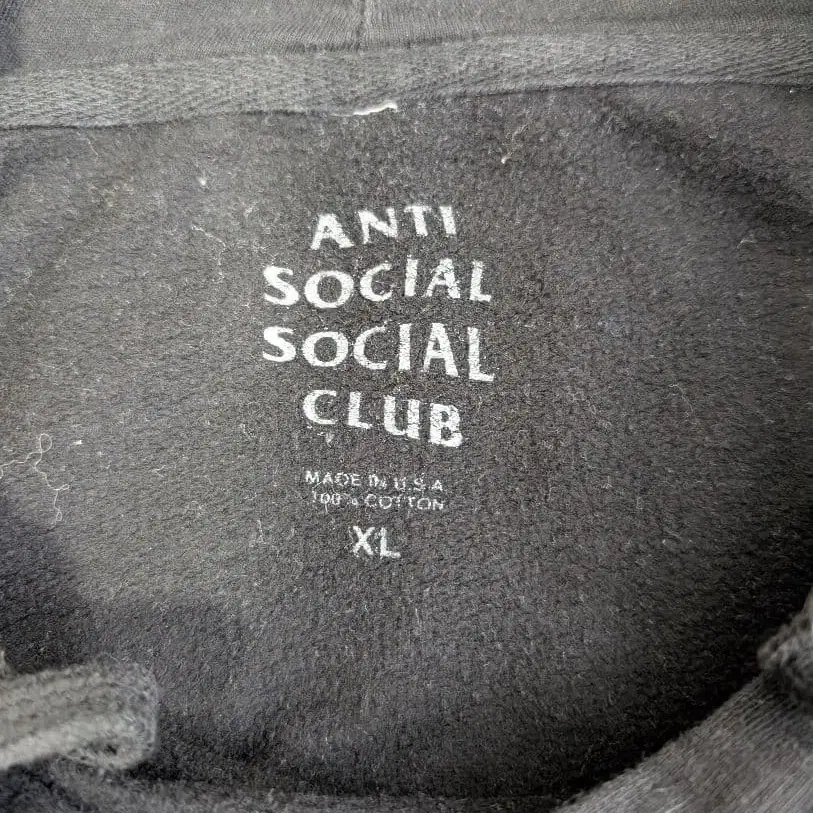 ANTI
SOCIAL
SOCIAL
CLUB
MADE IN U.S.A
100% COTTON
XL